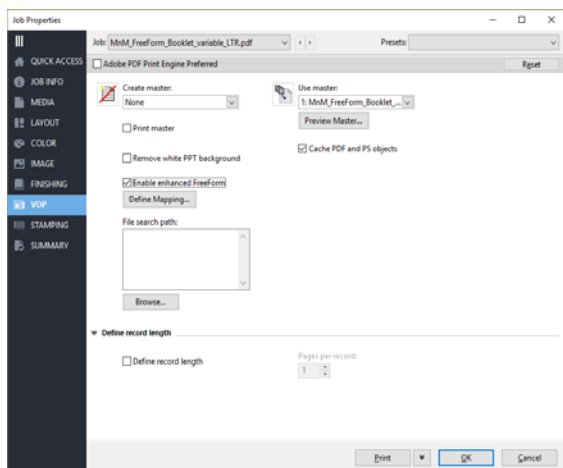 Job Properties
Job: MnM_FreeForm_Booklet_variable_LTR.pdf
Presets:
Adobe PDF Print Engine Preferred
Reset
QUICK ACCESS
JOB INFO
MEDIA
LAYOUT
COLOR
IMAGE
FINISHING
VDP
STAMPING
SUMMARY
Create master:
None
Print master
Remove white PPT background
Enable enhanced FreeForm
Define Mapping...
File search path:
Browse...
Use master:
1: MnM_FreeForm_Booklet_...
Preview Master...
Cache PDF and PS objects
Define record length
Define record length
Pages per record:
1
Print
OK
Cancel